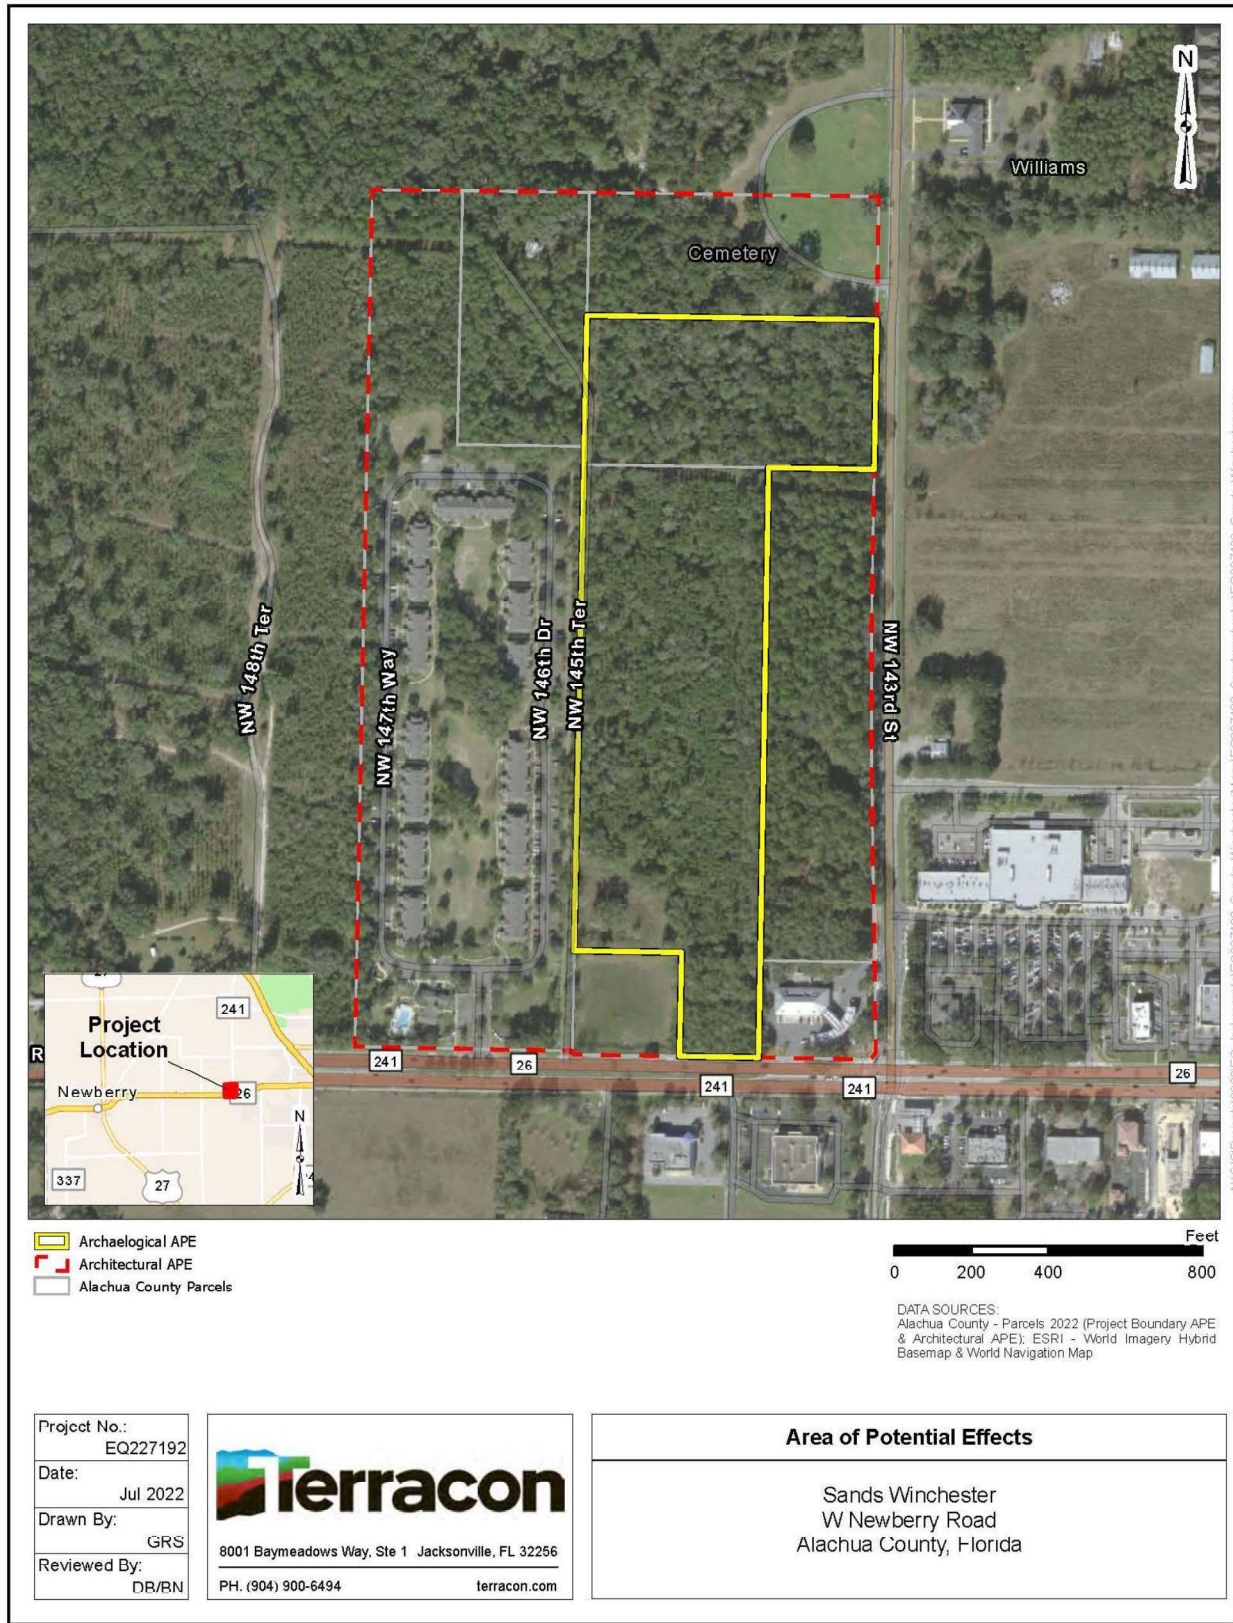 N
Williams
Cemetery
NW 148th Ter
NW 147th Way
NW 146th Dr
NW 145th Ter
NW 143rd St
27
241
Project
Location
26
Newberry
N
337
27
R
241
26
241
241
26
Archaelogical APE
Architectural APE
Alachua County Parcels
Feet
0 200 400 800
DATA SOURCES:
Alachua County - Parcels 2022 (Project Boundary APE
& Architectural APE); ESRI - World Imagery Hybrid
Basemap & World Navigation Map
Project No.:
EQ227192
Date:
Jul 2022
Drawn By:
GRS
Reviewed By:
DB/BN
Terracon
8001 Baymeadows Way, Ste 1 Jacksonville, FL 32256
PH. (904) 900-6494 terracon.com
Area of Potential Effects
Sands Winchester
W Newberry Road
Alachua County, Florida